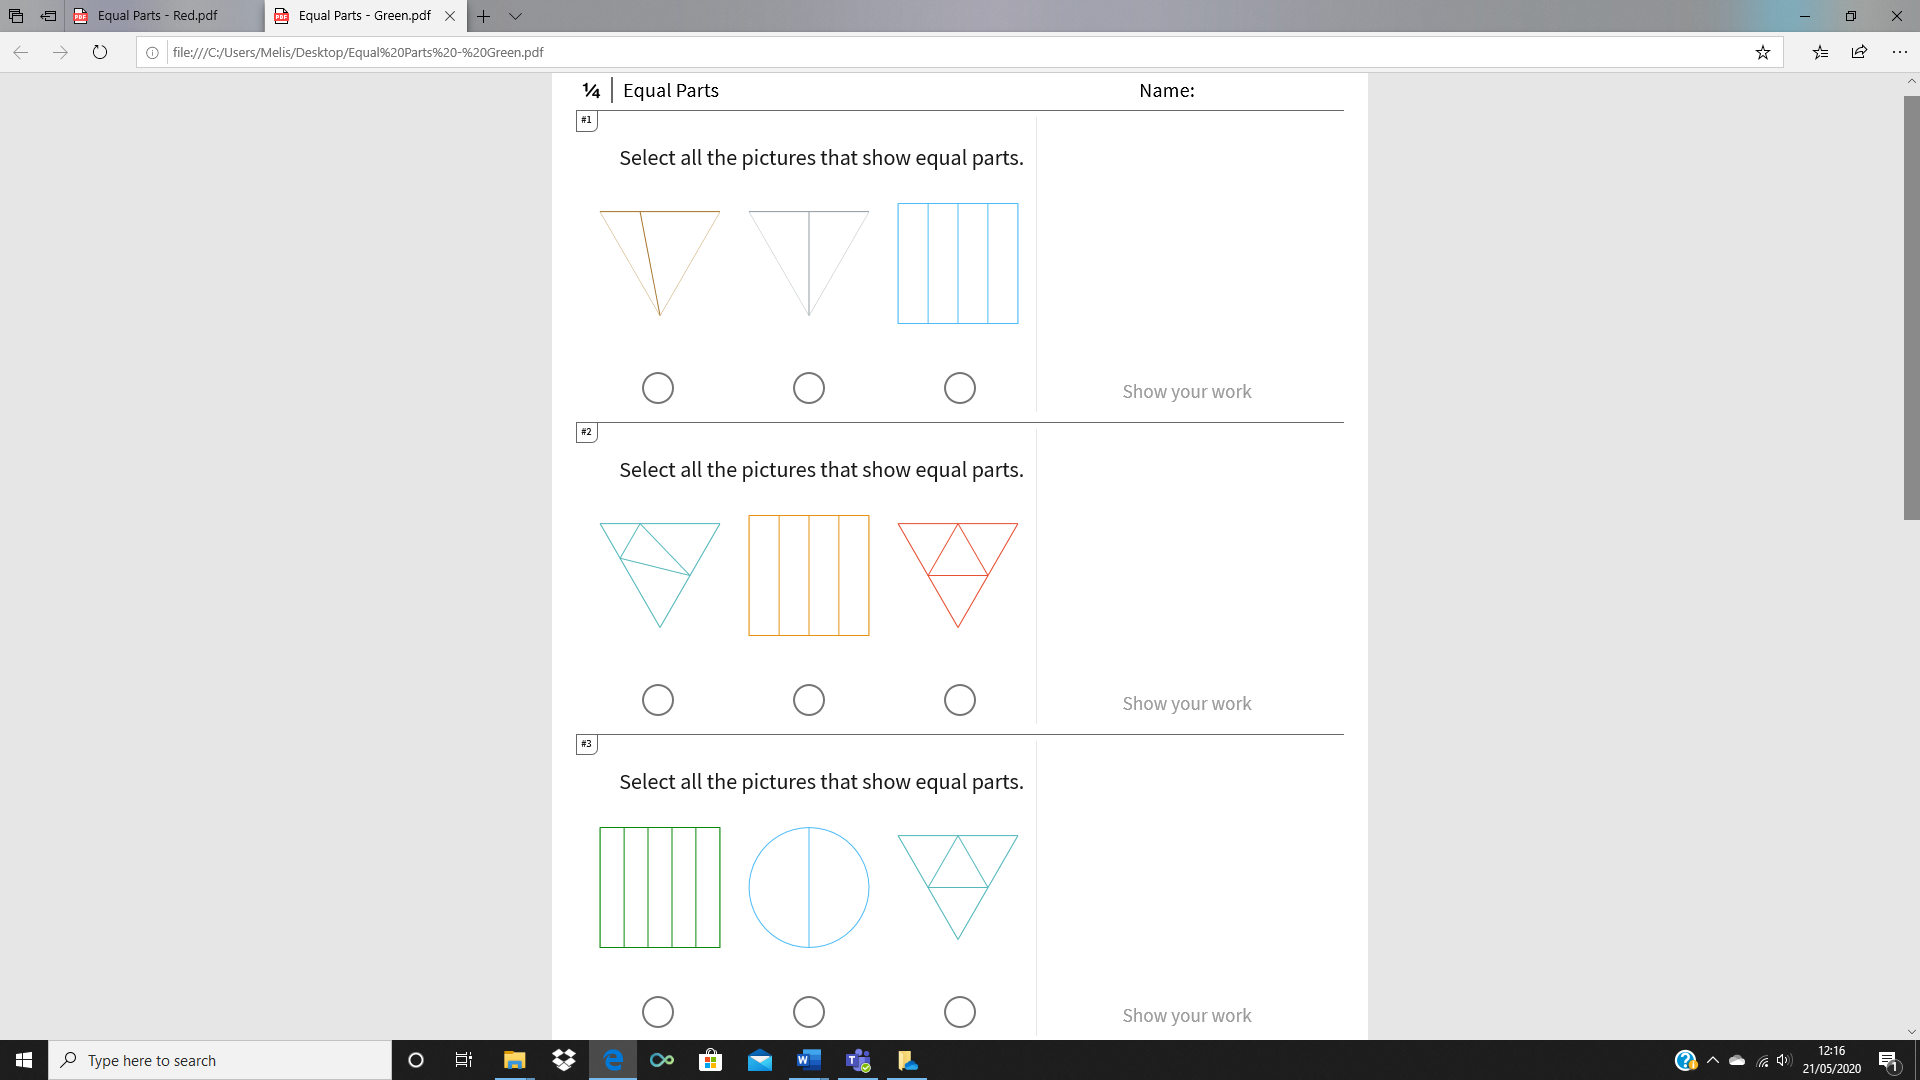 Equal Parts - Red.pdf
Equal Parts - Green.pdf
file:///C:/Users/Melis/Desktop/Equal%20Parts%20-%20Green.pdf
¼ Equal Parts Name:
#1
Select all the pictures that show equal parts.
Show your work
#2
Select all the pictures that show equal parts.
Show your work
#3
Select all the pictures that show equal parts.
Show your work
Type here to search
12:16
21/05/2020
1